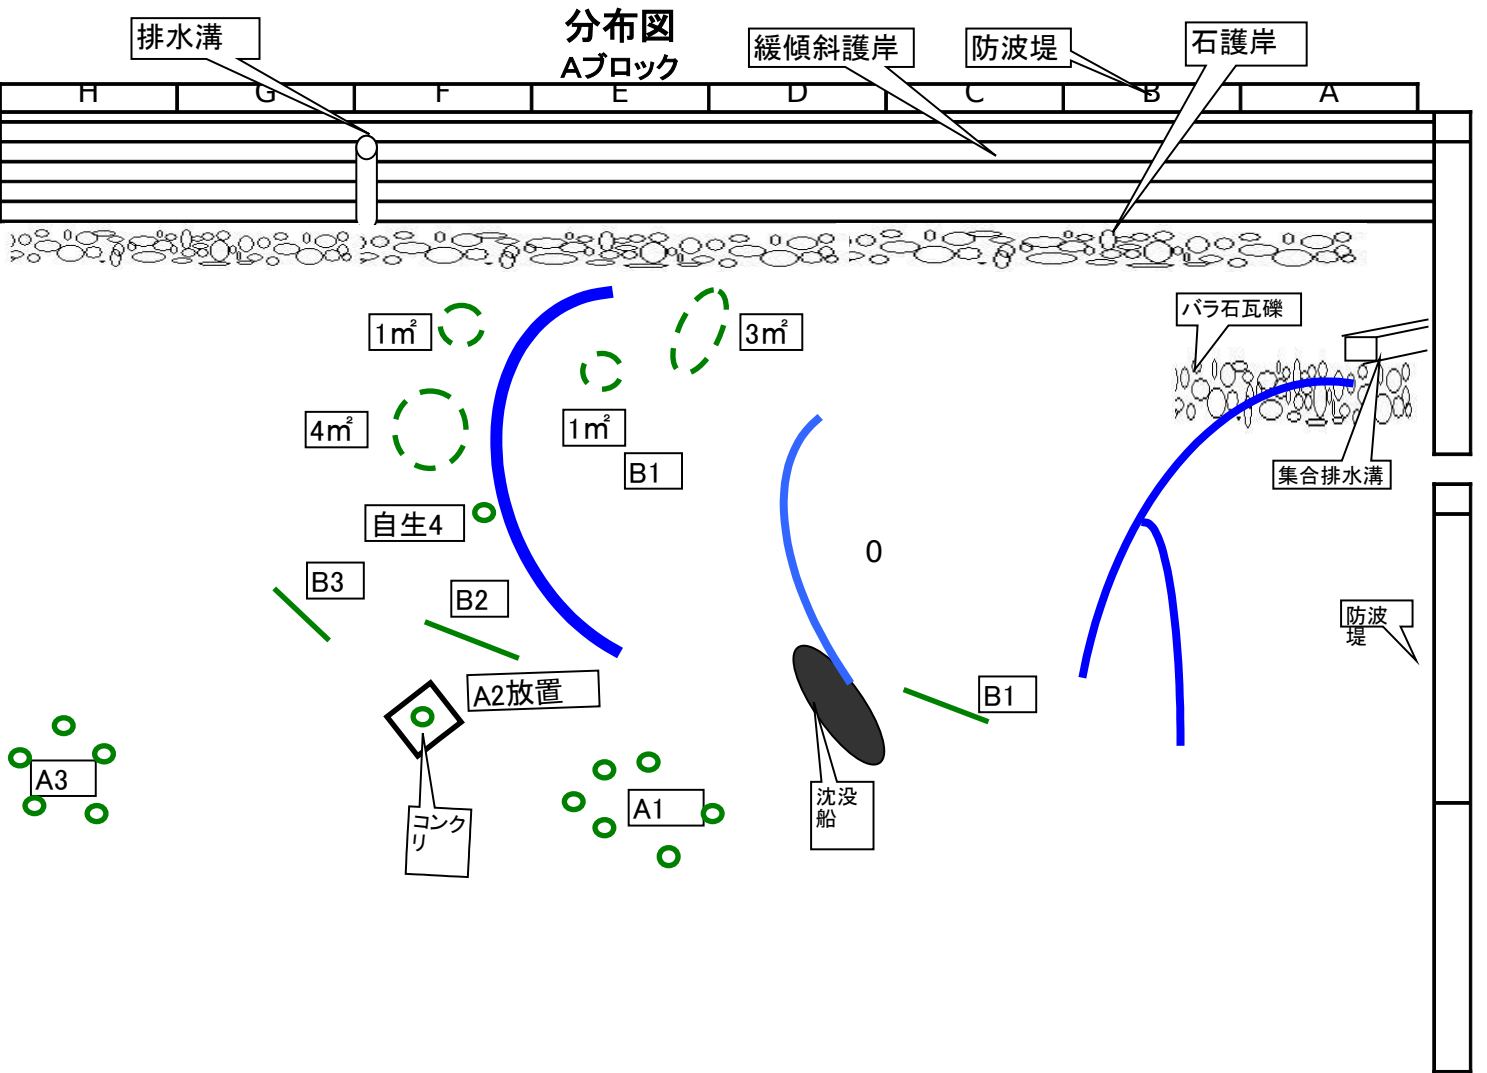 分布図
Aブロック
排水溝
緩傾斜護岸
防波堤
石護岸
H G F E D C B A
バラ石瓦礫
1㎡
3㎡
4㎡
1㎡
B1
集合排水溝
自生4
0
B3
B2
防波
堤
A2放置
B1
A3
コンク
リ
A1
沈没
船